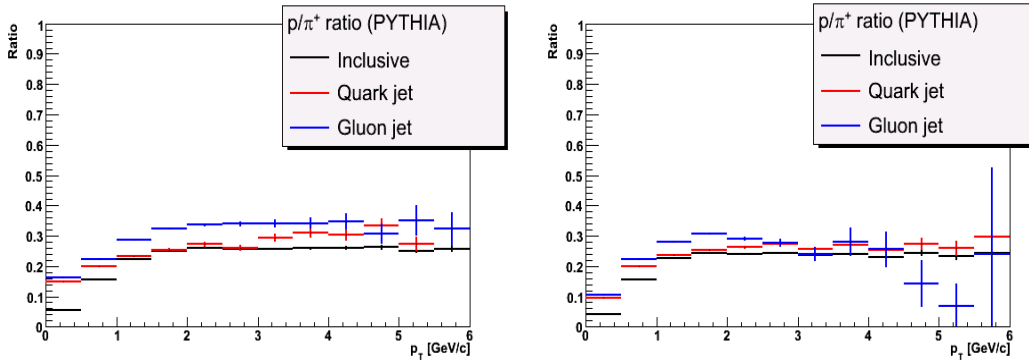 Ratio
1
0.9
0.8
0.7
0.6
0.5
0.4
0.3
0.2
0.1
0
p/π⁺ ratio (PYTHIA)
Inclusive
Quark jet
Gluon jet
0 1 2 3 4 5 6
p_T [GeV/c]
Ratio
1
0.9
0.8
0.7
0.6
0.5
0.4
0.3
0.2
0.1
0
p/π⁺ ratio (PYTHIA)
Inclusive
Quark jet
Gluon jet
0 1 2 3 4 5 6
p_T [GeV/c]